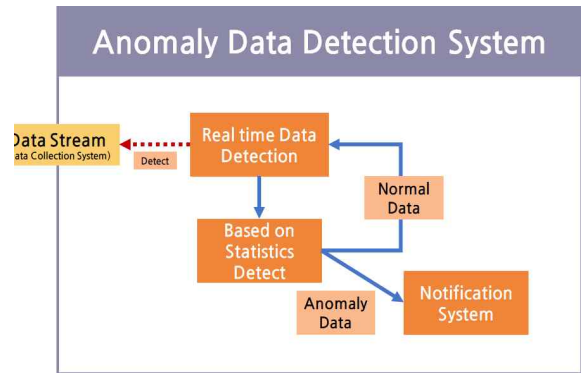 Anomaly Data Detection System
Data Stream
ata Collection System)
Detect
Real time Data
Detection
Normal
Data
Based on
Statistics
Detect
Anomaly
Data
Notification
System